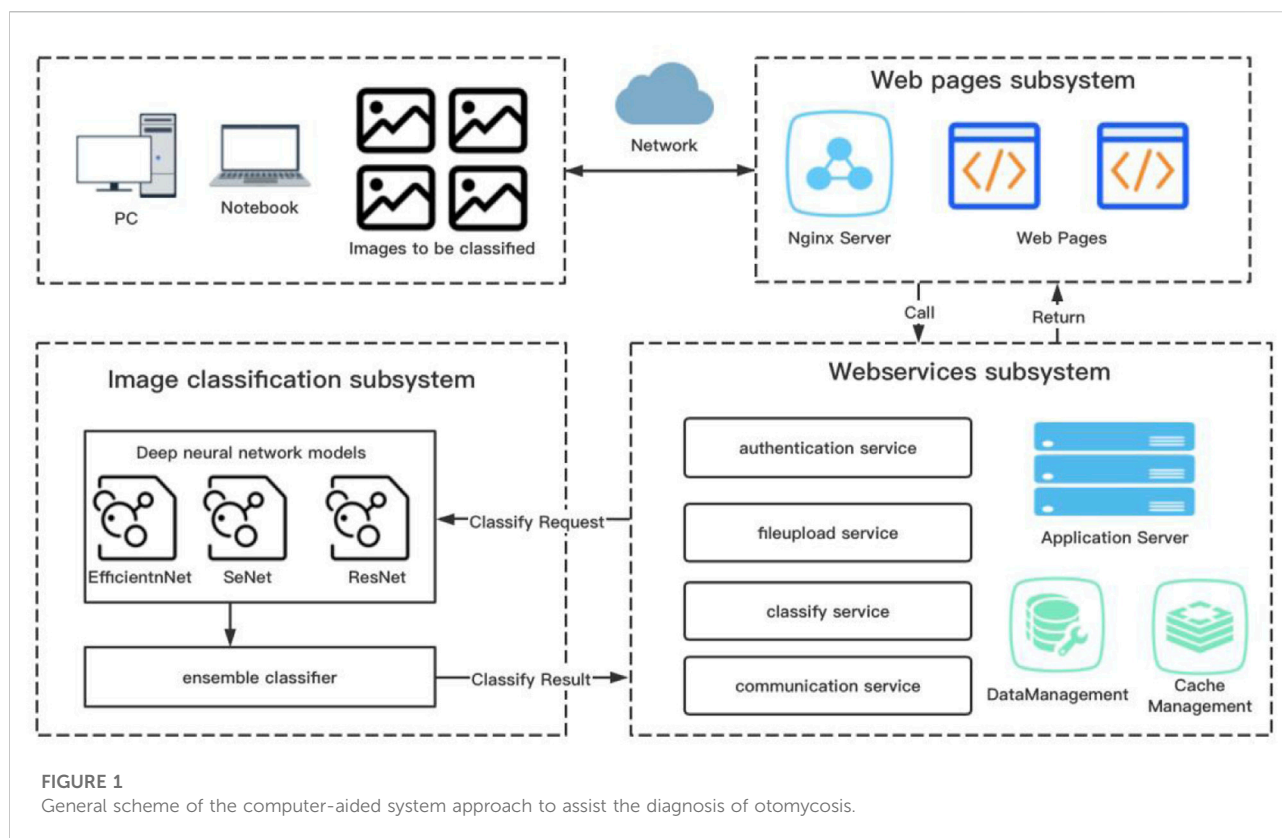 PC
Notebook
Images to be classified
Network
Web pages subsystem
Nginx Server
Web Pages
Call
Return
Image classification subsystem
Deep neural network models
EfficientnNet
SeNet
ResNet
ensemble classifier
Classify Request
Classify Result
Webservices subsystem
authentication service
fileupload service
classify service
communication service
Application Server
DataManagement
Cache
Management
FIGURE 1
General scheme of the computer-aided system approach to assist the diagnosis of otomycosis.